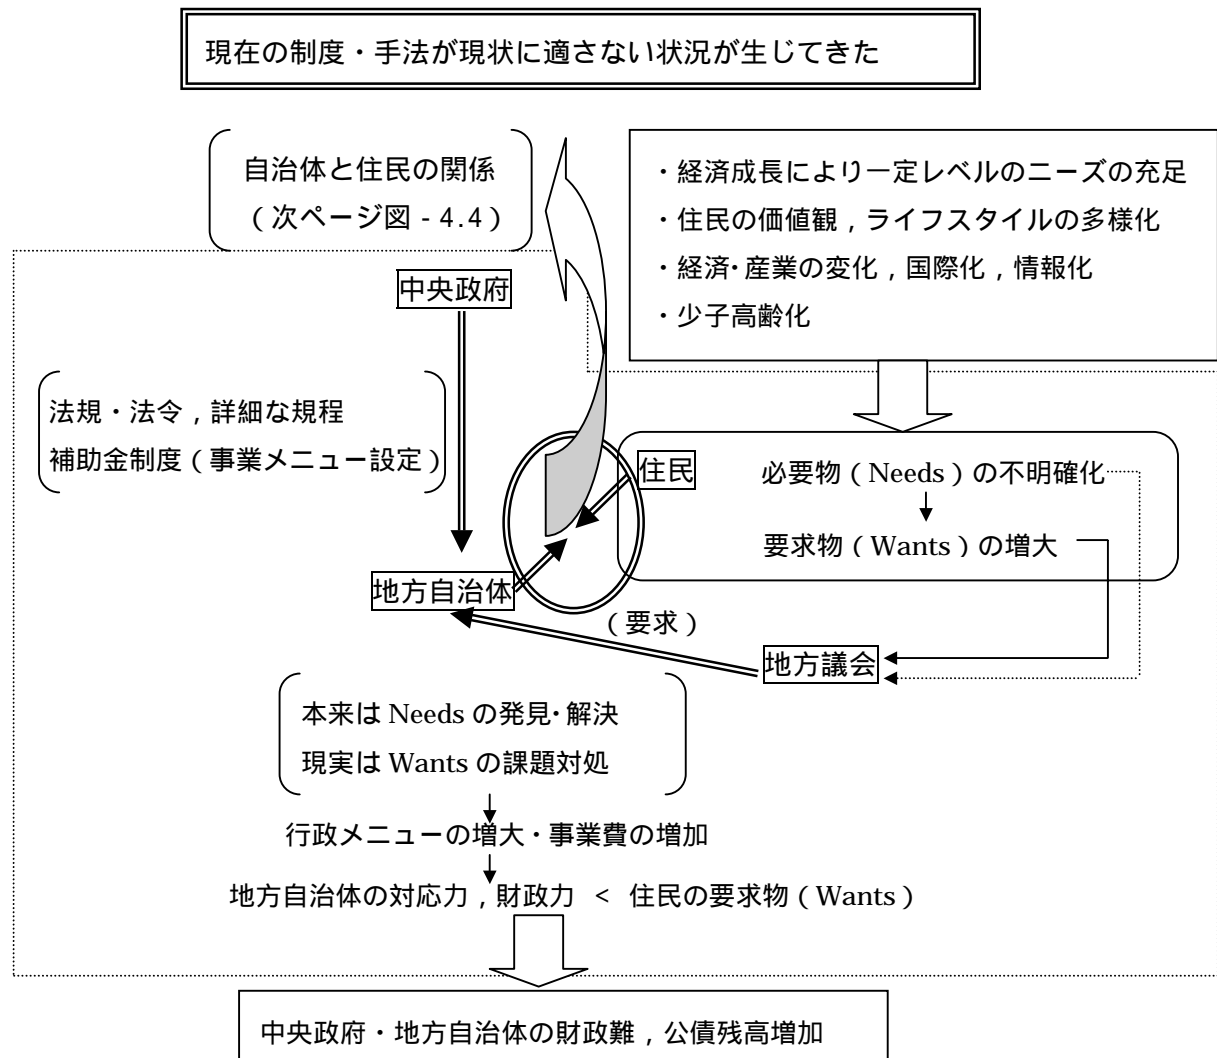 現在の制度・手法が現状に適さない状況が生じてきた
自治体と住民の関係
（次ページ図 - 4.4）
・経済成長により一定レベルのニーズの充足
・住民の価値観，ライフスタイルの多様化
・経済・産業の変化，国際化，情報化
・少子高齢化
中央政府
法規・法令，詳細な規程
補助金制度（事業メニュー設定）
住民
必要物（Needs）の不明確化
要求物（Wants）の増大
地方自治体
（要求）
地方議会
本来は Needs の発見・解決
現実は Wants の課題対処
行政メニューの増大・事業費の増加
地方自治体の対応力，財政力 < 住民の要求物（Wants）
中央政府・地方自治体の財政難，公債残高増加